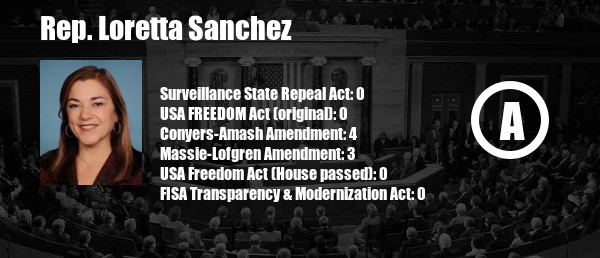 Rep. Loretta Sanchez
Surveillance State Repeal Act: 0
USA FREEDOM Act (original): 0
Conyers-Amash Amendment: 4
Massie-Lofgren Amendment: 3
USA Freedom Act (House passed): 0
FISA Transparency & Modernization Act: 0
A